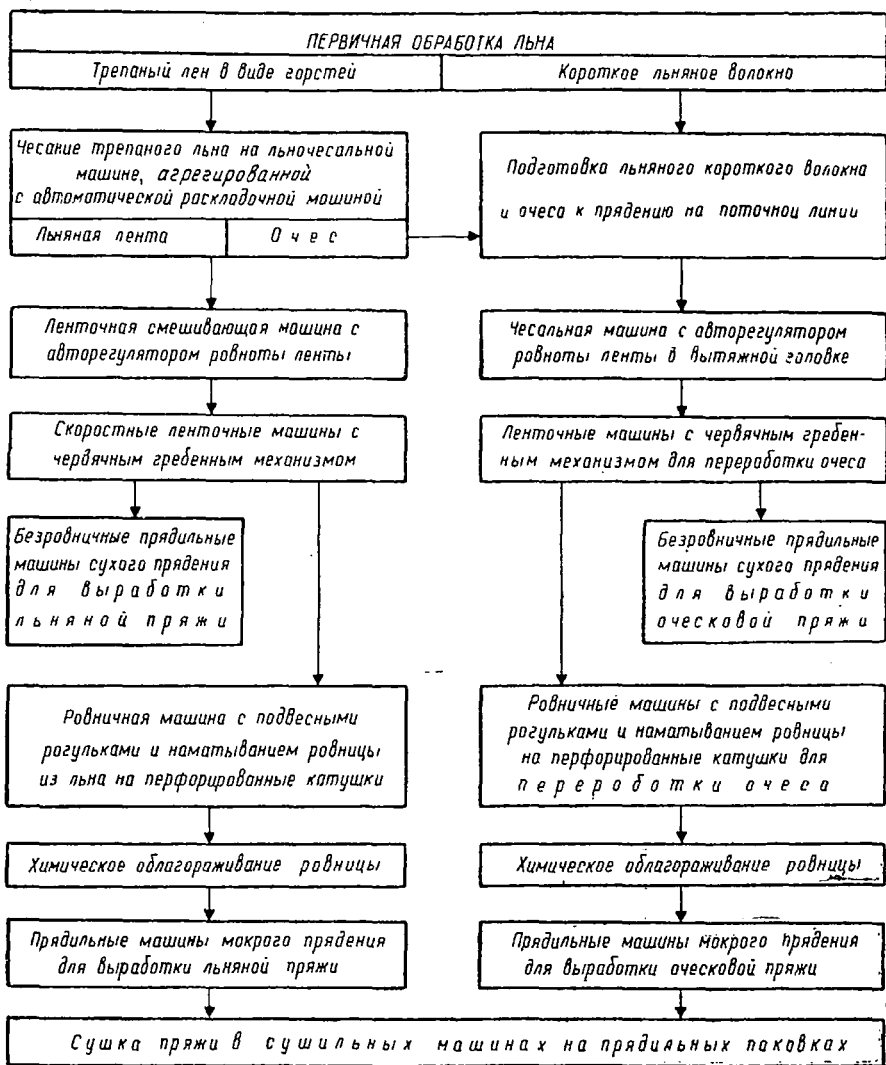 ПЕРВИЧНАЯ ОБРАБОТКА ЛЬНА
Трепаный лен в виде горстей
Короткое льняное волокно
Чесание трепаного льна на льночесальной
машине, агрегированной
с автоматической раскладочной машиной
Льняная лента
Очес
Подготовка льняного короткого волокна
и очеса к прядению на поточной линии
Ленточная смешивающая машина с
авторегулятором ровноты ленты
Чесальная машина с авторегулятором
ровноты ленты в вытяжной головке
Скоростные ленточные машины с
червячным гребенным механизмом
Ленточные машины с червячным гребен-
ным механизмом для переработки очеса
Безровничные прядильные
машины сухого прядения
для выработки
льняной пряжи
Безровничные прядильные
машины сухого прядения
для выработки
оческовой пряжи
Ровничная машина с подвесными
рогульками и наматыванием ровницы
из льна на перфорированные катушки
Ровничные машины с подвесными
рогульками и наматыванием ровницы
на перфорированные катушки для
переработки очеса
Химическое облагораживание ровницы
Химическое облагораживание ровницы
Прядильные машины мокрого прядения
для выработки льняной пряжи
Прядильные машины мокрого прядения
для выработки оческовой пряжи
Сушка пряжи в сушильных машинах на прядильных паковках